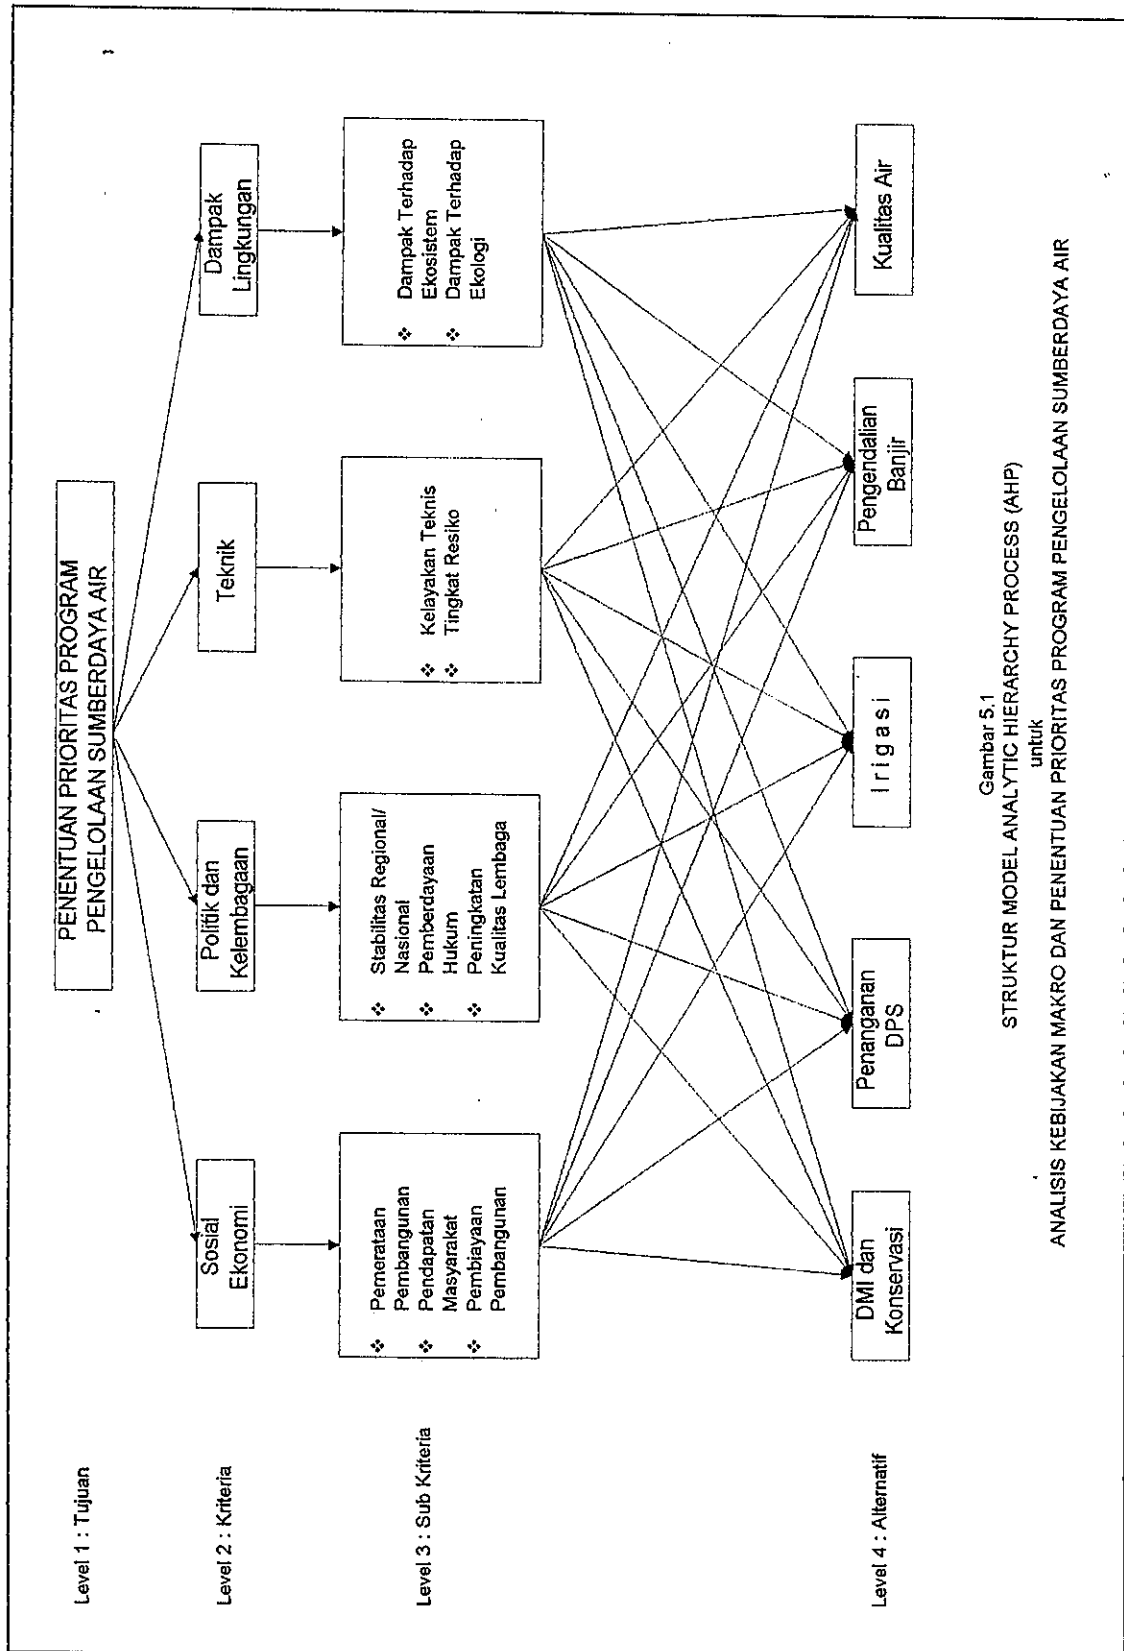 PENENTUAN PRIORITAS PROGRAM
PENGELOLAAN SUMBERDAYA AIR
Level 1 : Tujuan
Level 2 : Kriteria
Sosial
Ekonomi
Politik dan
Kelembagaan
Teknik
Dampak
Lingkungan
Level 3 : Sub Kriteria
❖ Pemerataan
Pembangunan
❖ Pendapatan
Masyarakat
❖ Pembiayaan
Pembangunan
❖ Stabilitas Regional/
Nasional
❖ Pemberdayaan
Hukum
❖ Peningkatan
Kualitas Lembaga
❖ Kelayakan Teknis
❖ Tingkat Resiko
❖ Dampak Terhadap
Ekosistem
❖ Dampak Terhadap
Ekologi
Level 4 : Alternatif
DMI dan
Konservasi
Penanganan
DPS
I r i g a s i
Pengendalian
Banjir
Kualitas Air
Gambar 5.1
STRUKTUR MODEL ANALYTIC HIERARCHY PROCESS (AHP)
untuk
ANALISIS KEBIJAKAN MAKRO DAN PENENTUAN PRIORITAS PROGRAM PENGELOLAAN SUMBERDAYA AIR